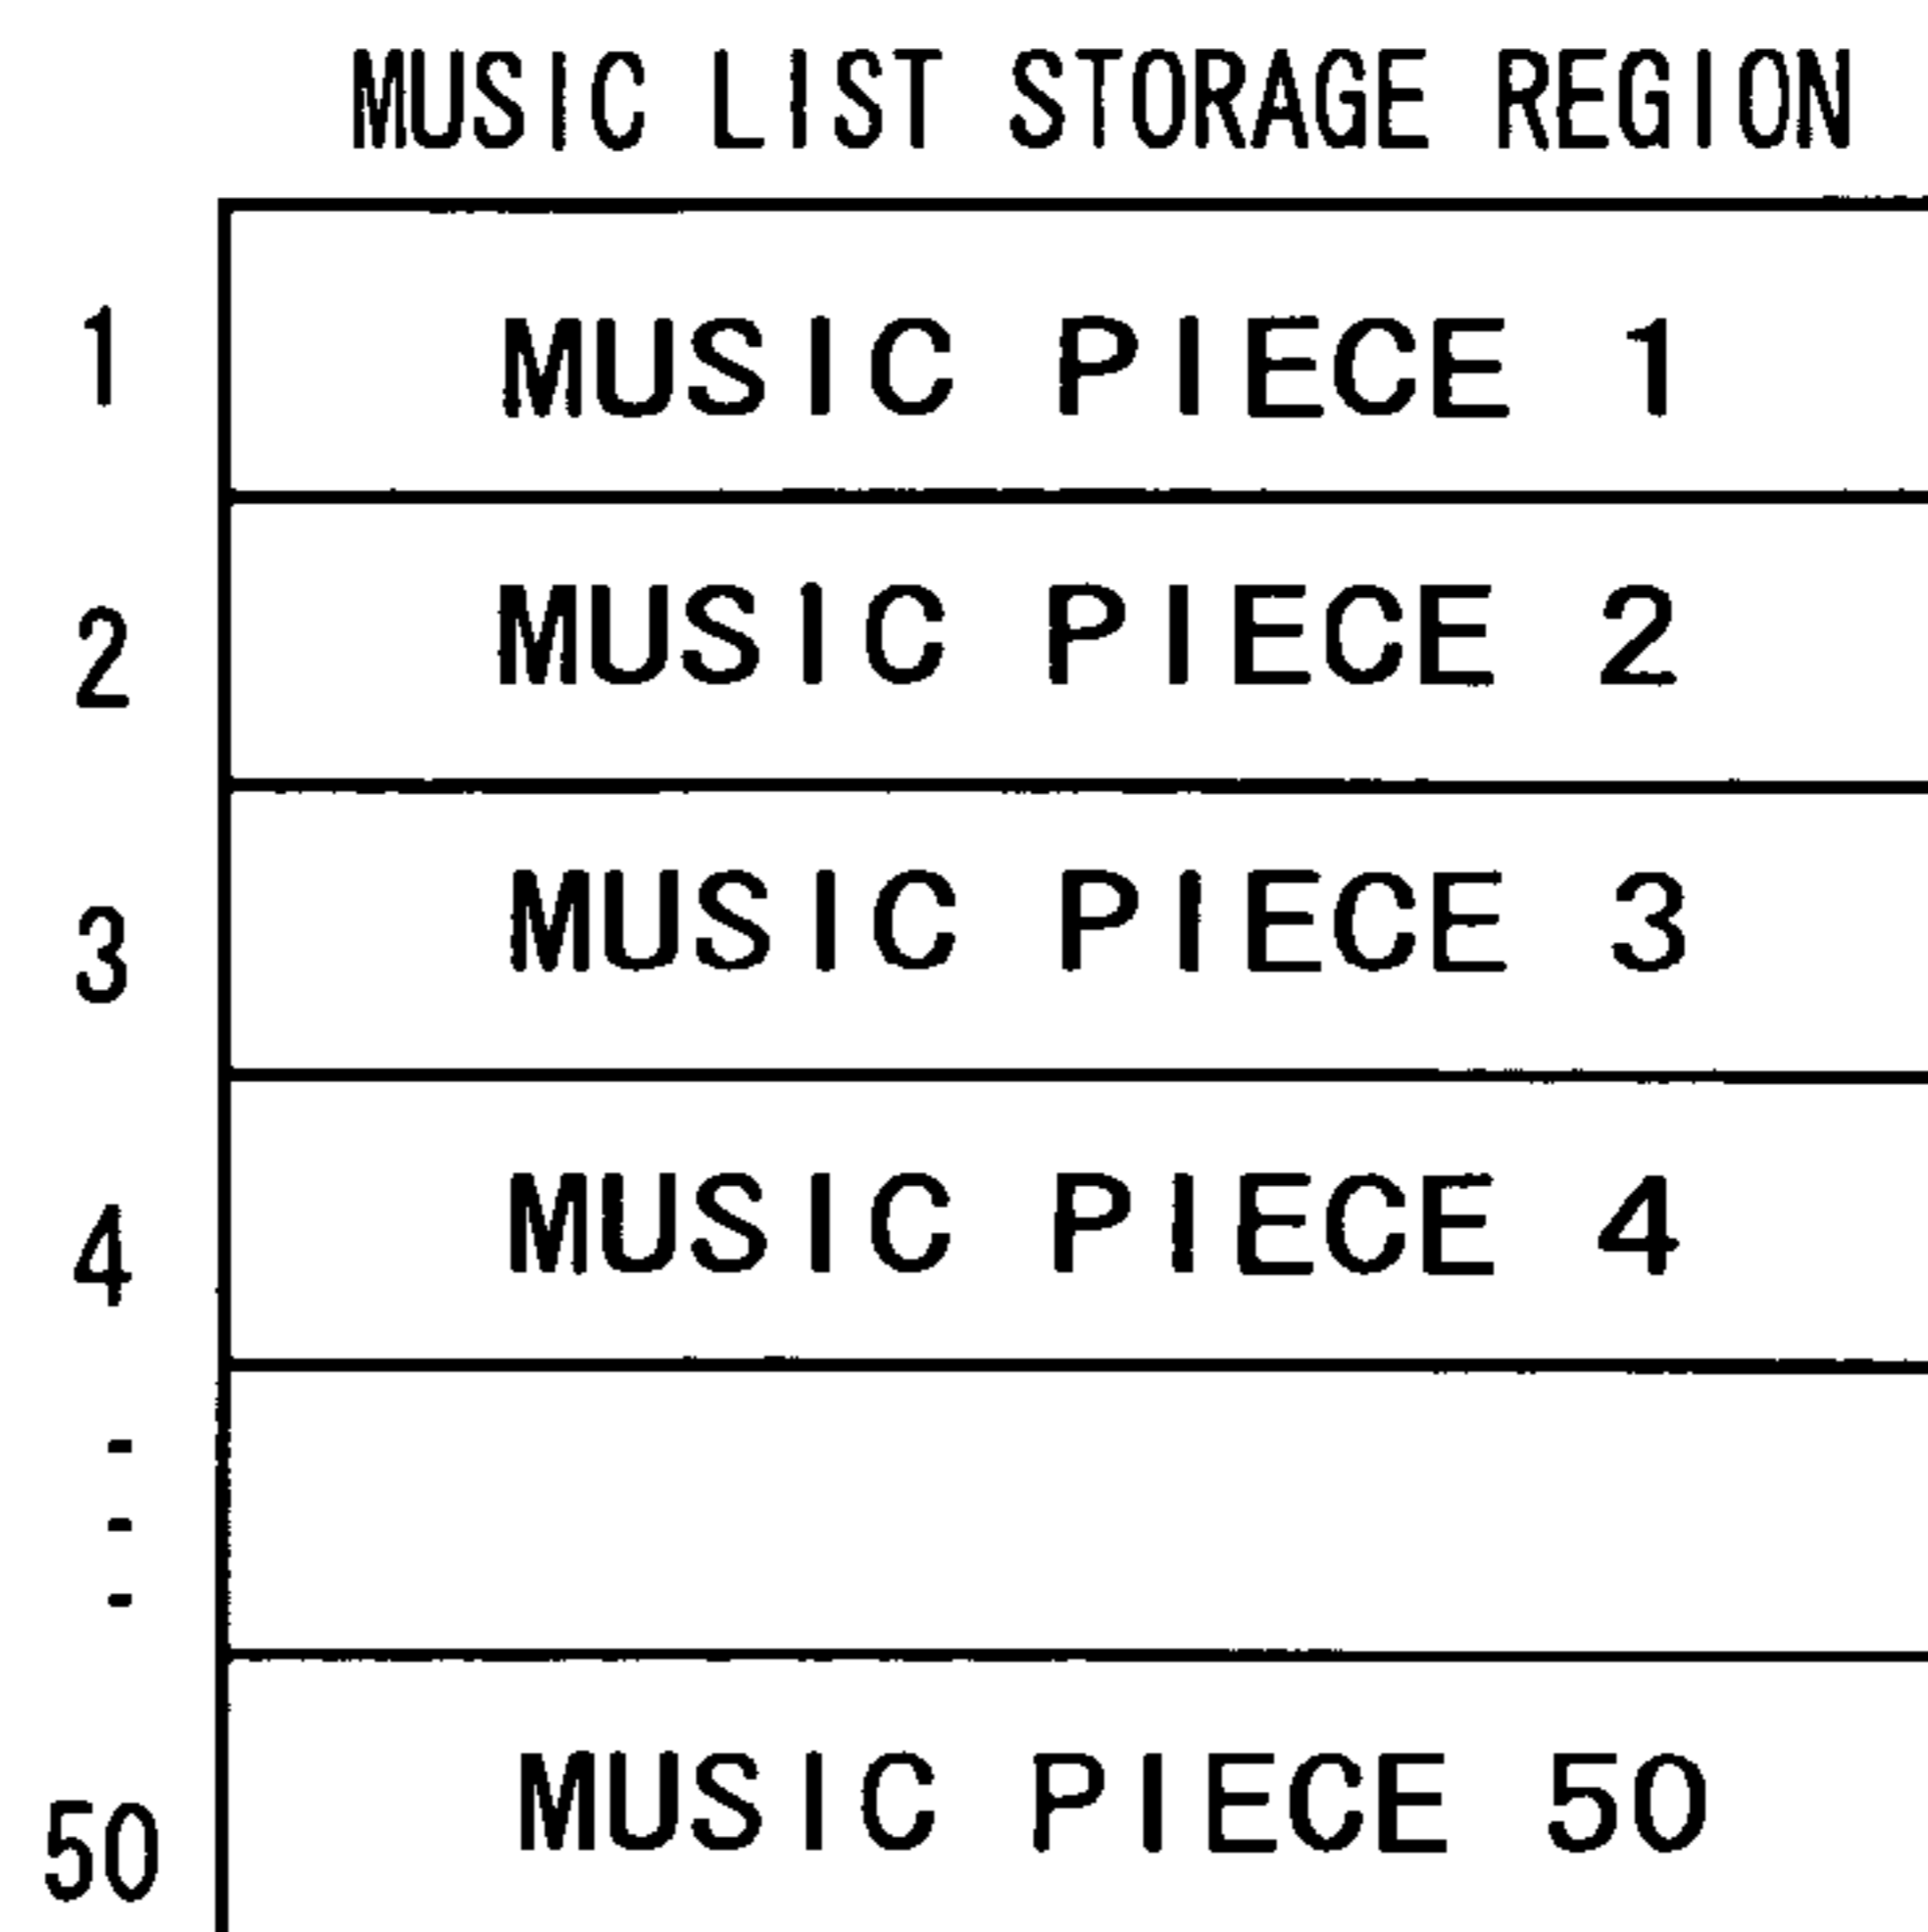 MUSIC LIST STORAGE REGION
1 MUSIC PIECE 1
2 MUSIC PIECE 2
3 MUSIC PIECE 3
4 MUSIC PIECE 4
-
-
-
50 MUSIC PIECE 50